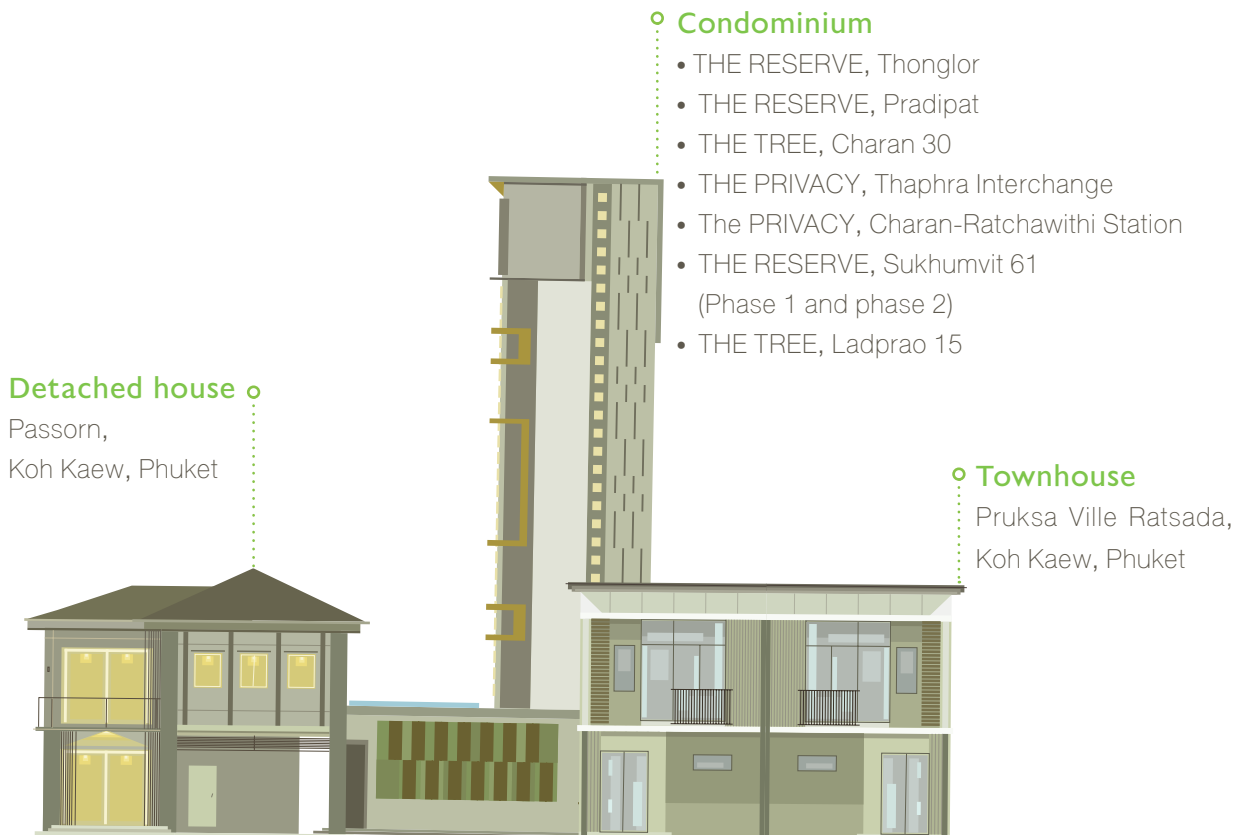 Condominium
• THE RESERVE, Thonglor
• THE RESERVE, Pradipat
• THE TREE, Charan 30
• THE PRIVACY, Thaphra Interchange
• The PRIVACY, Charan-Ratchawithi Station
• THE RESERVE, Sukhumvit 61
(Phase 1 and phase 2)
• THE TREE, Ladprao 15
Detached house
Passorn,
Koh Kaew, Phuket
Townhouse
Pruksa Ville Ratsada,
Koh Kaew, Phuket